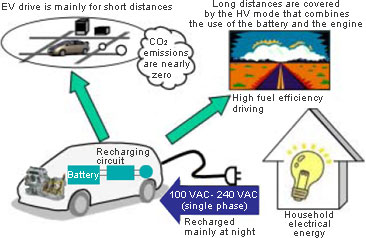 EV drive is mainly for short distances
Long distances are covered
by the HV mode that combines
the use of the battery and the engine
CO2
emissions
are nearly
zero
High fuel efficiency
driving
Recharging
circuit
Battery
100 VAC- 240 VAC
(single phase)
Recharged
mainly at night
Household
electrical
energy